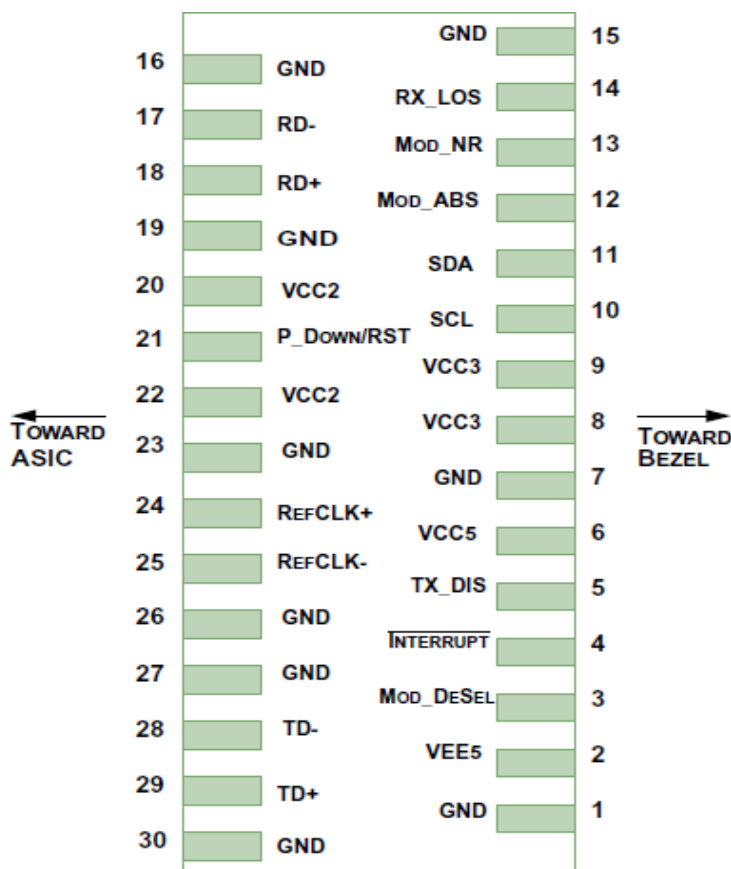 GND 15
16 GND
RX_LOS 14
17 RD-
MOD_NR 13
18 RD+
MOD_ABS 12
19 GND
SDA 11
20 VCC2
SCL 10
21 P_DOWN/RST
VCC3 9
22 VCC2
VCC3 8
TOWARD
ASIC
TOWARD
BEZEL
23 GND
GND 7
24 REFCLK+
VCC5 6
25 REFCLK-
TX_DIS 5
26 GND
INTERRUPT 4
27 GND
MOD_DESEL 3
28 TD-
VEE5 2
29 TD+
GND 1
30 GND